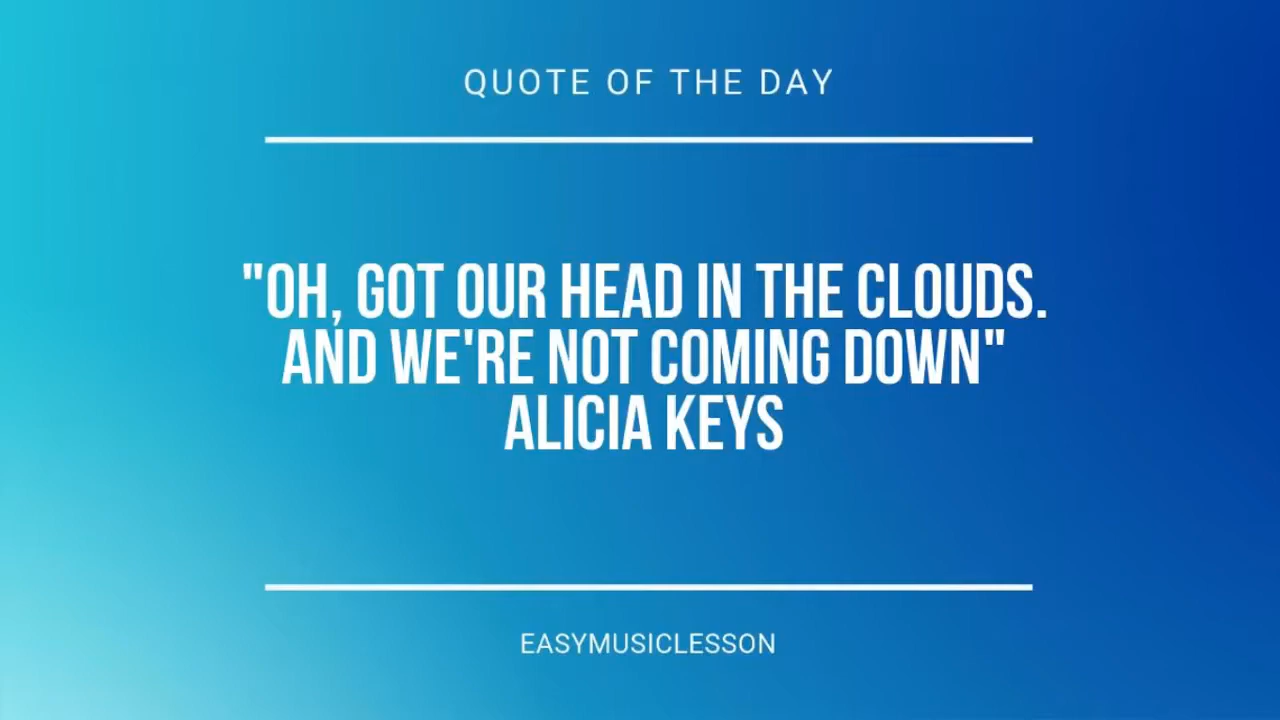 QUOTE OF THE DAY
"OH, GOT OUR HEAD IN THE CLOUDS.
AND WE'RE NOT COMING DOWN"
ALICIA KEYS
EASYMUSICLESSON